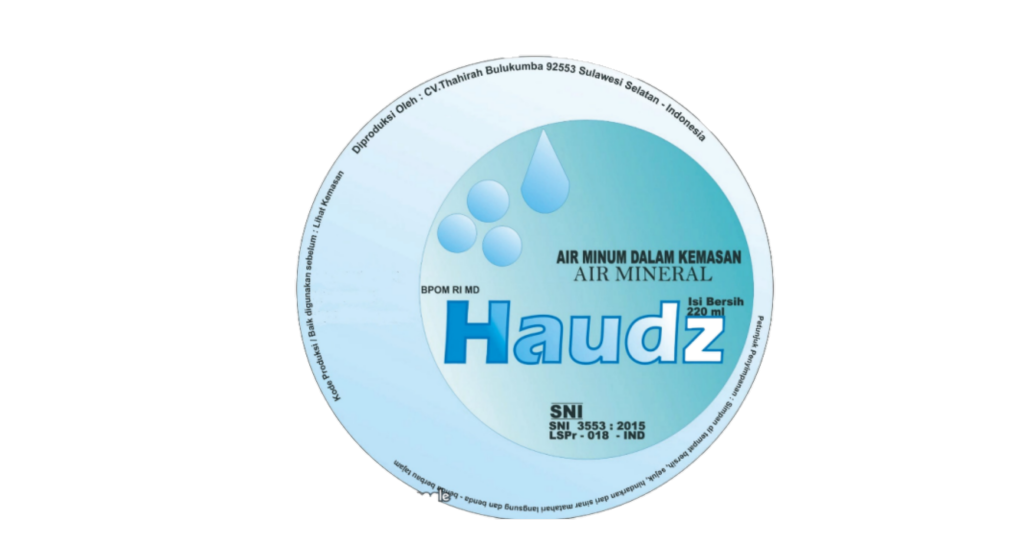 Diproduksi Oleh : CV.Thahirah Bulukumba 92553 Sulawesi Selatan - Indonesia
Kode Produksi / Baik digunakan sebelum : Lihat Kemasan
AIR MINUM DALAM KEMASAN
AIR MINERAL
BPOM RI MD
Isi Bersih
220 ml
Haudz
SNI
SNI 3553 : 2015
LSPr - 018 - IND
Petunjuk Penyimpanan : Simpan di tempat bersih, sejuk, hindarkan dari sinar matahari langsung dan benda - benda berbau tajam